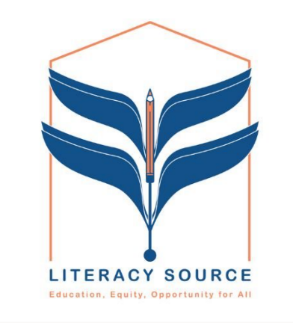 LITERACY SOURCE
Education, Equity, Opportunity for All